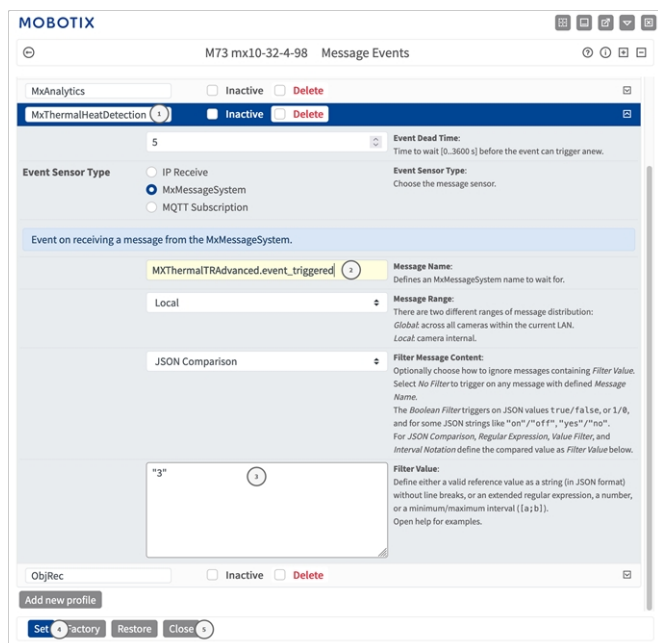 MOBOTIX
M73 mx10-32-4-98 Message Events
MxAnalytics Inactive Delete
MxThermalHeatDetection 1 Inactive Delete
5
Event Dead Time:
Time to wait [0..3600 s] before the event can trigger anew.
Event Sensor Type
IP Receive
MxMessageSystem
MQTT Subscription
Event Sensor Type:
Choose the message sensor.
Event on receiving a message from the MxMessageSystem.
MXThermalTRAdvanced.event_triggered 2
Message Name:
Defines an MxMessageSystem name to wait for.
Local
Message Range:
There are two different ranges of message distribution:
Global: across all cameras within the current LAN.
Local: camera internal.
JSON Comparison
Filter Message Content:
Optionally choose how to ignore messages containing Filter Value.
Select No Filter to trigger on any message with defined Message
Name.
The Boolean Filter triggers on JSON values true/false, or 1/0,
and for some JSON strings like "on"/"off", "yes"/"no".
For JSON Comparison, Regular Expression, Value Filter, and
Interval Notation define the compared value as Filter Value below.
"3" 3
Filter Value:
Define either a valid reference value as a string (in JSON format)
without line breaks, or an extended regular expression, a number,
or a minimum/maximum interval ([a;b]).
Open help for examples.
ObjRec Inactive Delete
Add new profile
Set 4 Factory Restore Close 5